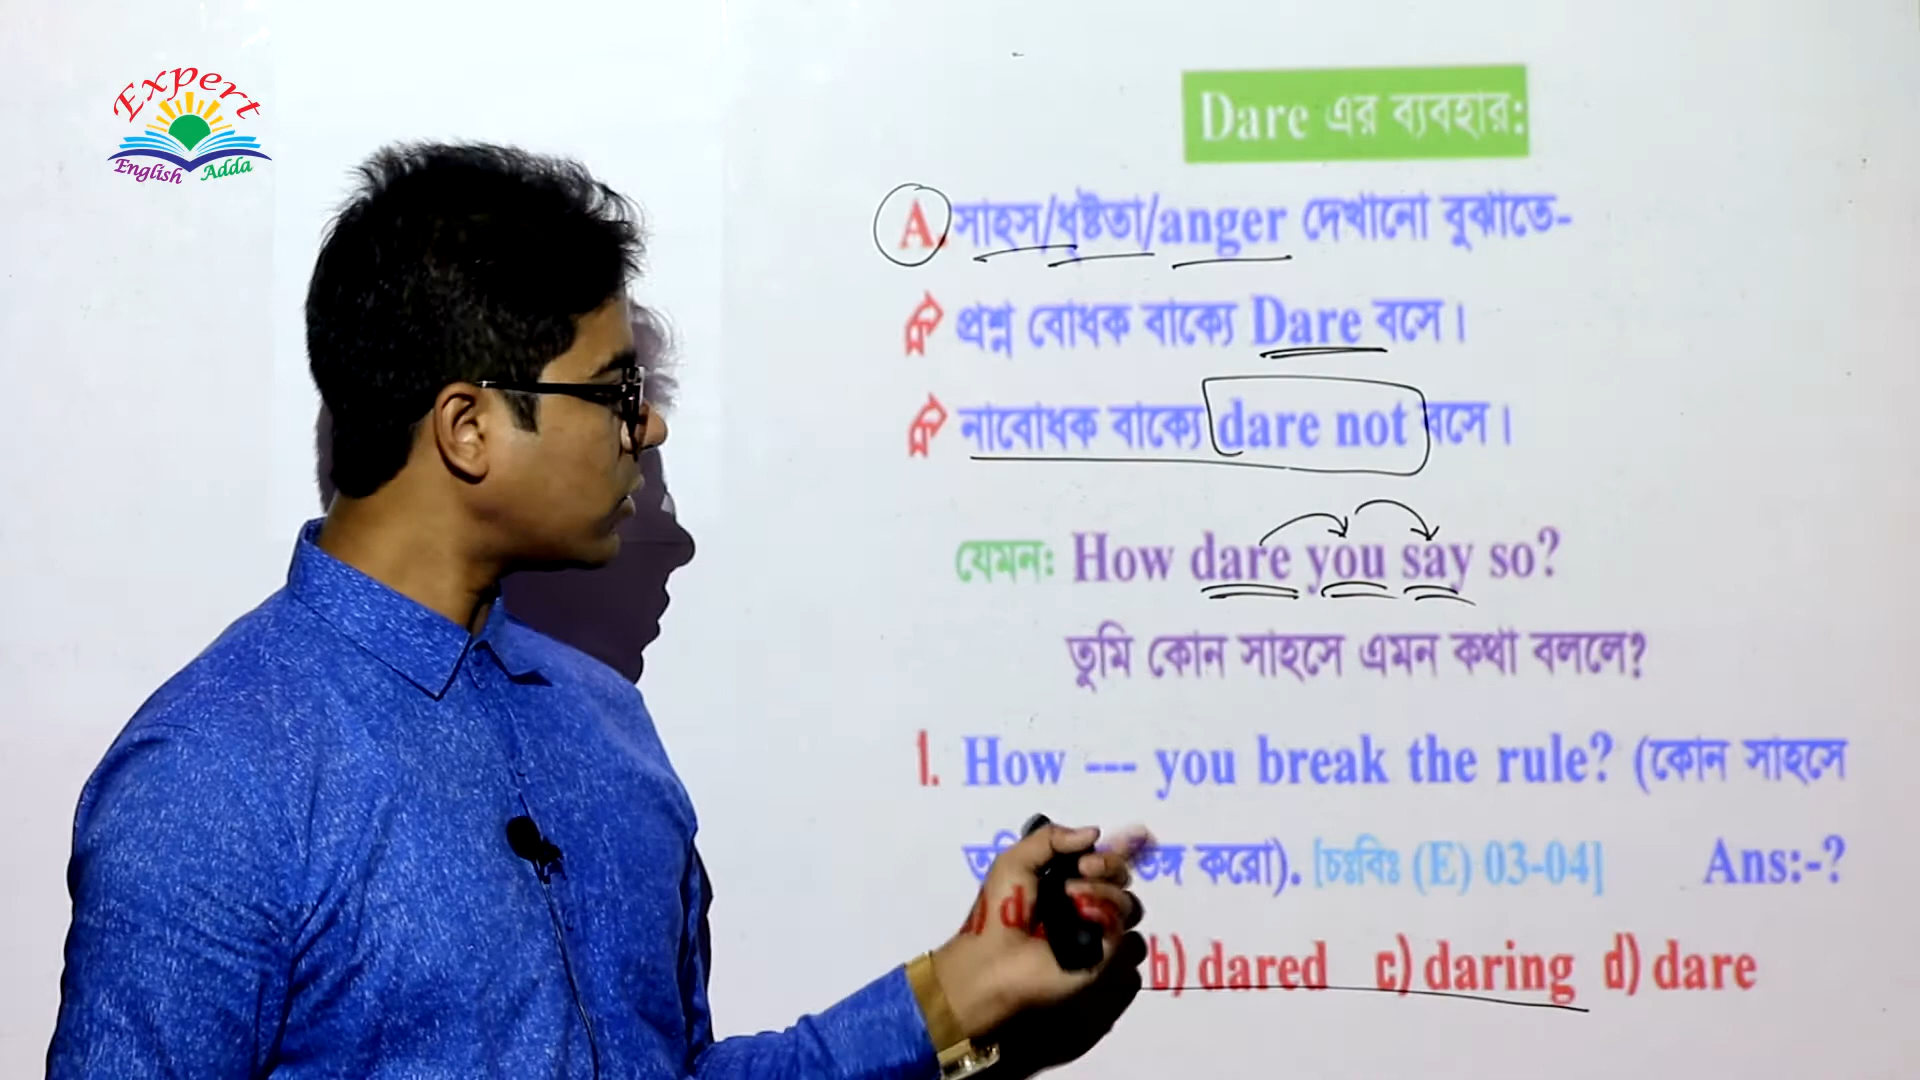 Expert
English Adda
Dare এর ব্যবহার:
A. সাহস/ধৃষ্টতা/anger দেখানো বুঝাতে-
প্রশ্ন বোধক বাক্যে Dare বসে।
নাবোধক বাক্যে dare not বসে।
যেমন: How dare you say so?
তুমি কোন সাহসে এমন কথা বললে?
1. How --- you break the rule? (কোন সাহসে
ভঙ্গ করো). [চঃবিঃ (E) 03-04] Ans:-?
b) dared c) daring d) dare